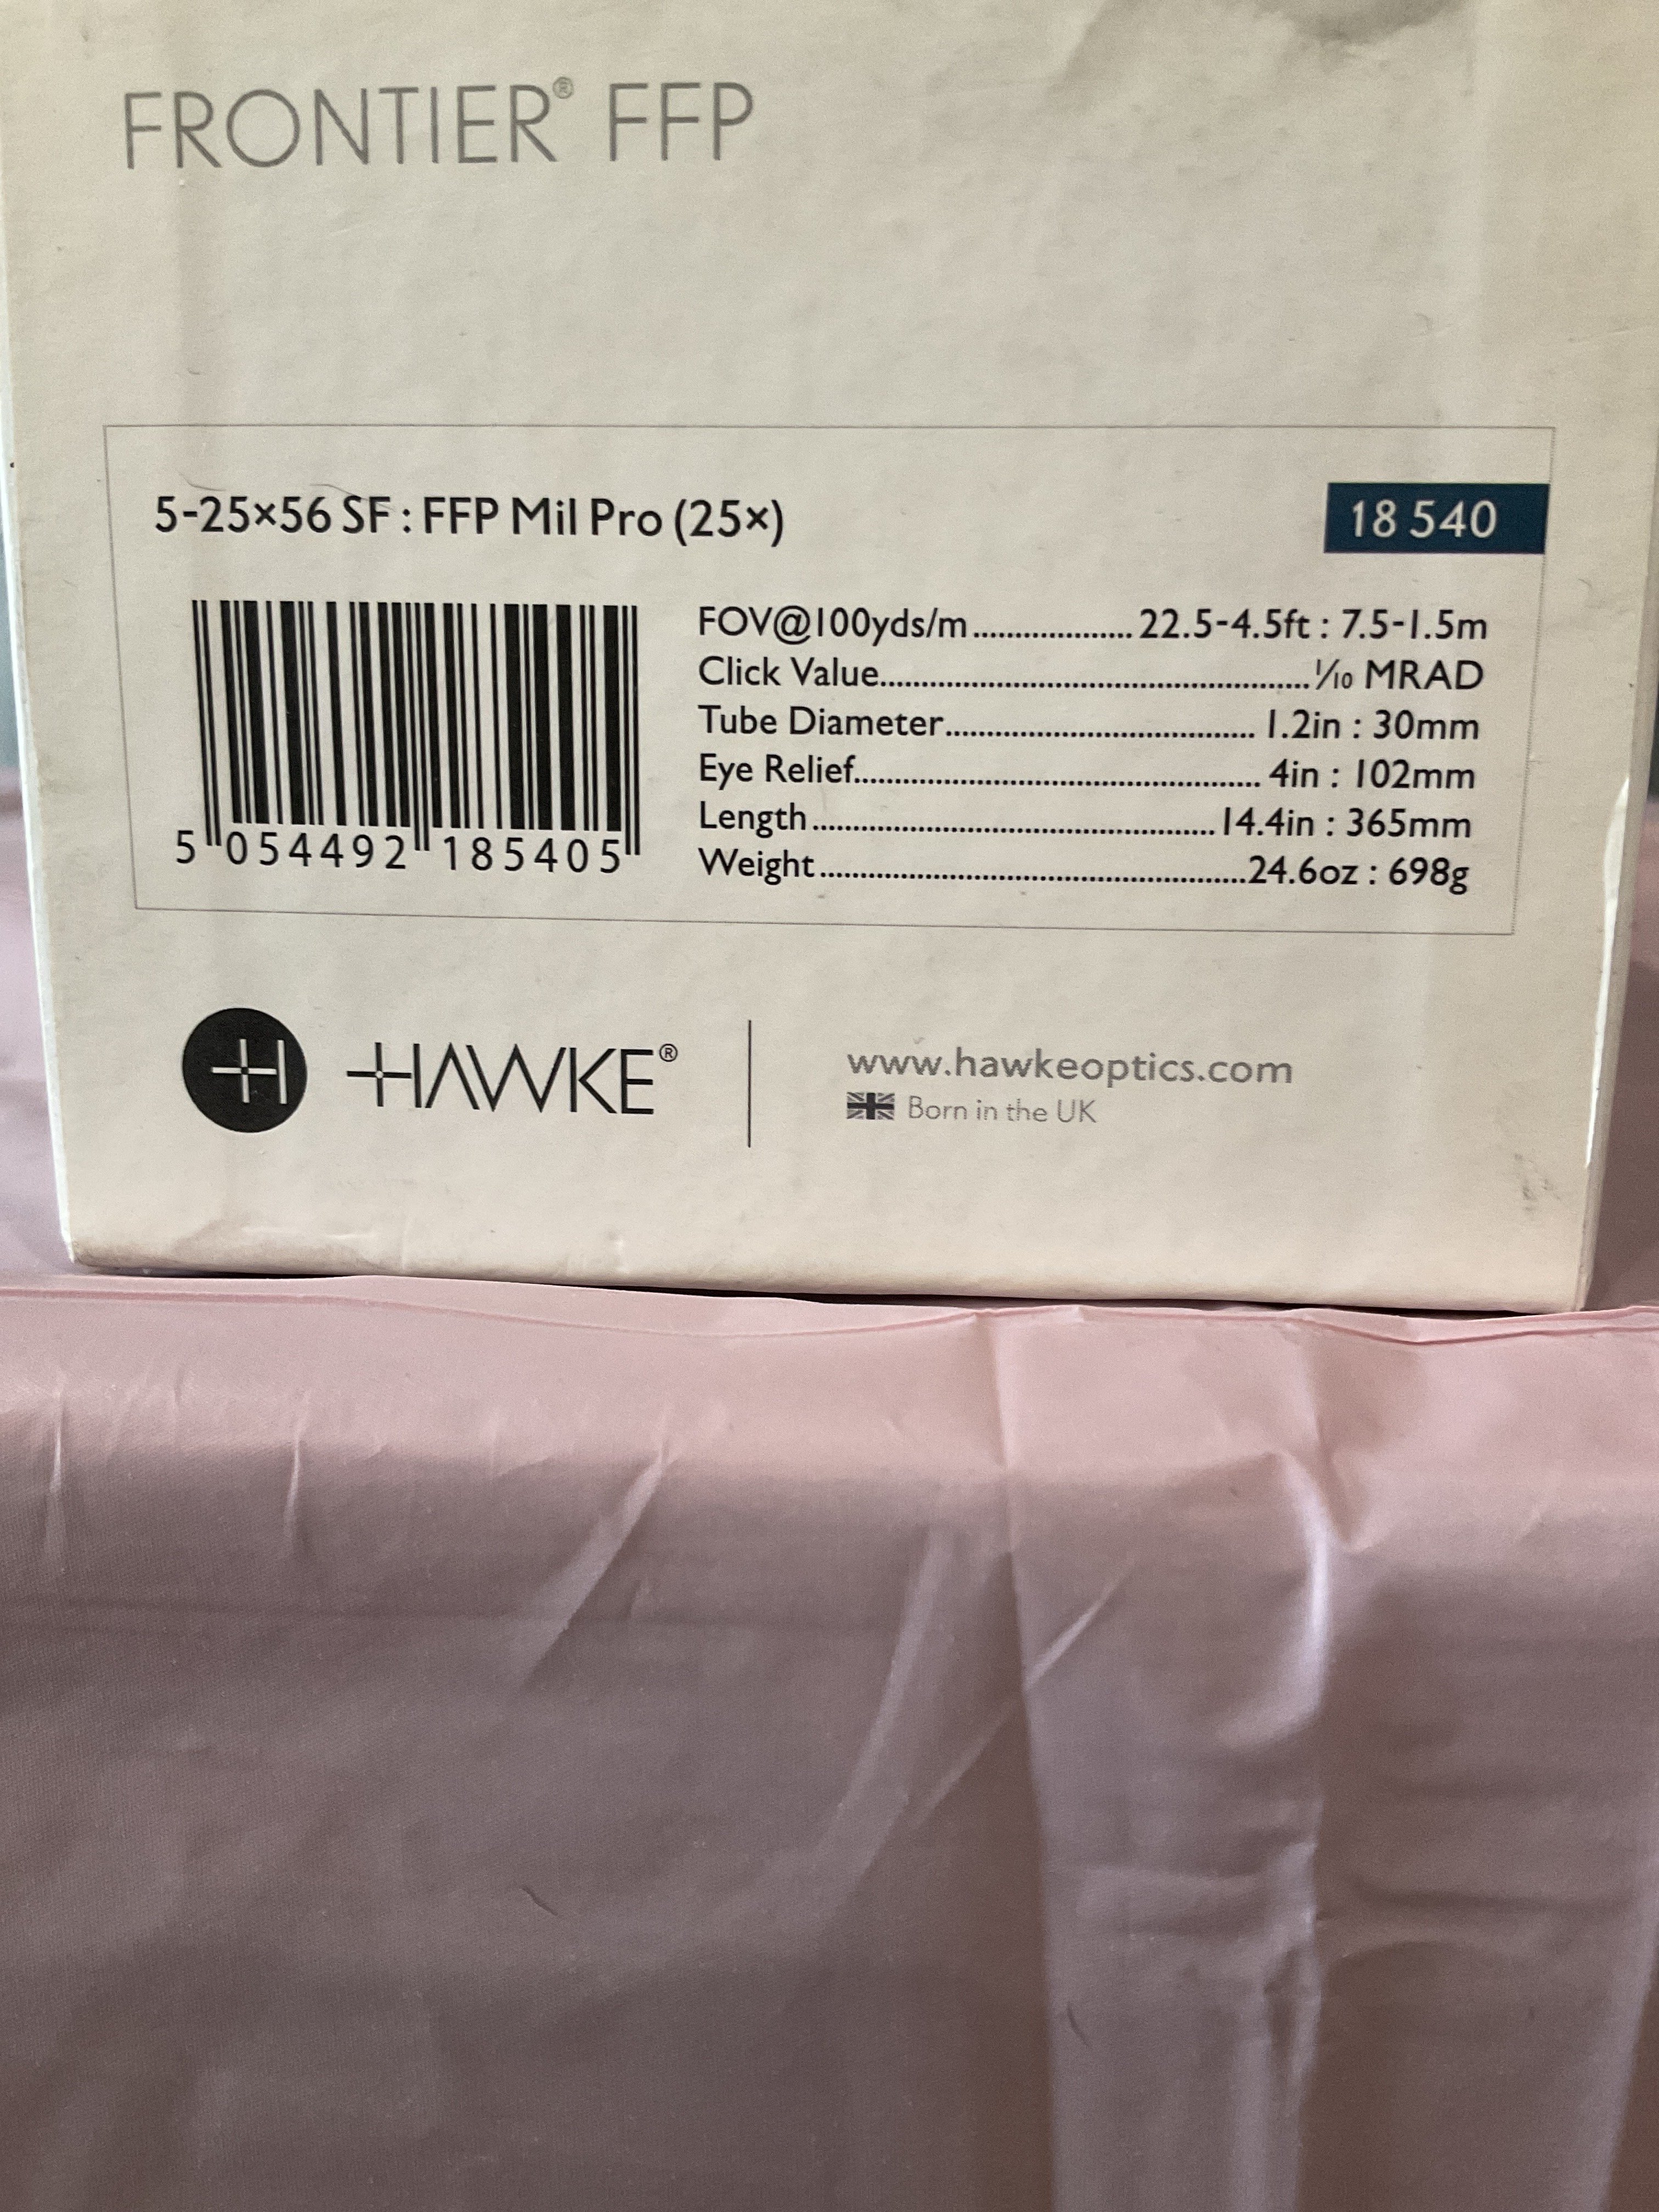 FRONTIER® FFP
5-25×56 SF : FFP Mil Pro (25×)
18 540
FOV@100yds/m...................22.5-4.5ft : 7.5-1.5m
Click Value....................................................1/10 MRAD
Tube Diameter.....................................1.2in : 30mm
Eye Relief.................................................4in : 102mm
Length................................................14.4in : 365mm
Weight...................................................24.6oz : 698g
5 054492 185405
HAWKE®
www.hawkeoptics.com
Born in the UK